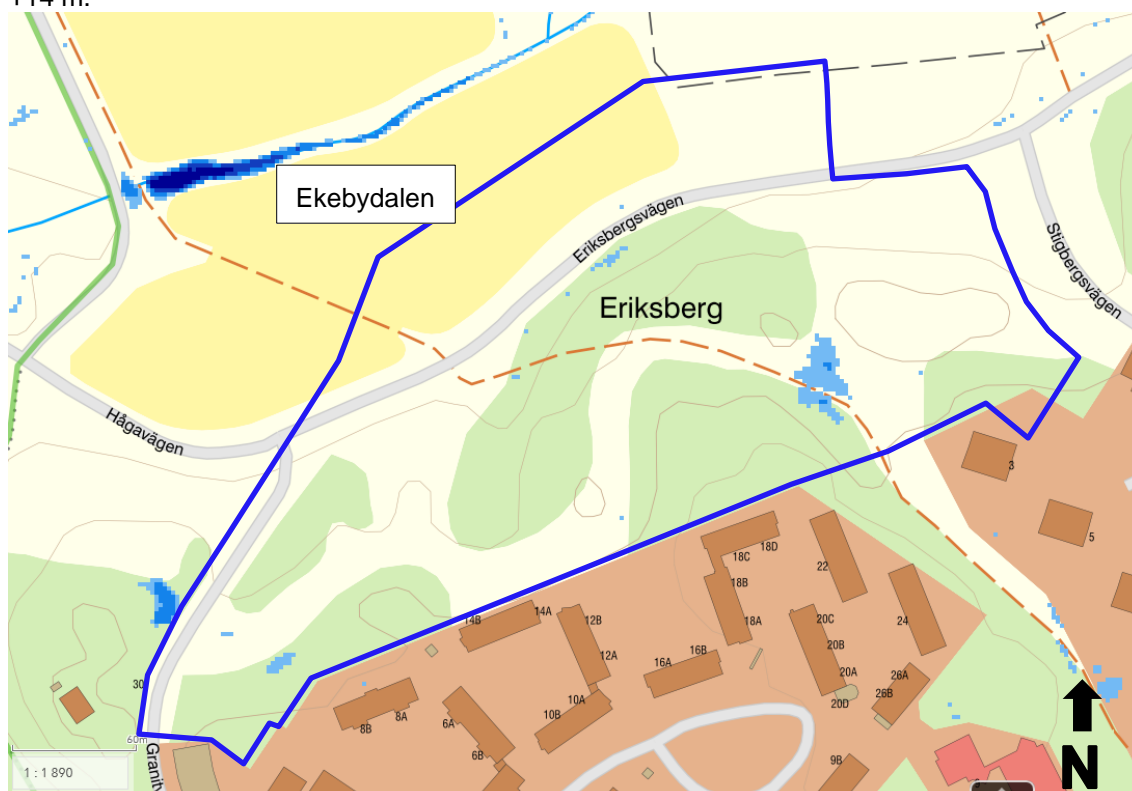 Ekebydalen
Eriksbergsvägen
Stigbergsvägen
Eriksberg
Hågavägen
3
5
18D
18C
22
18B
14A
14B
12B
18A
20C
24
20B
12A
16B
16A
20A
26A
30
10A
26B
20D
8A
6A
10B
8B
60m
6B
9B
1 : 1 890
N